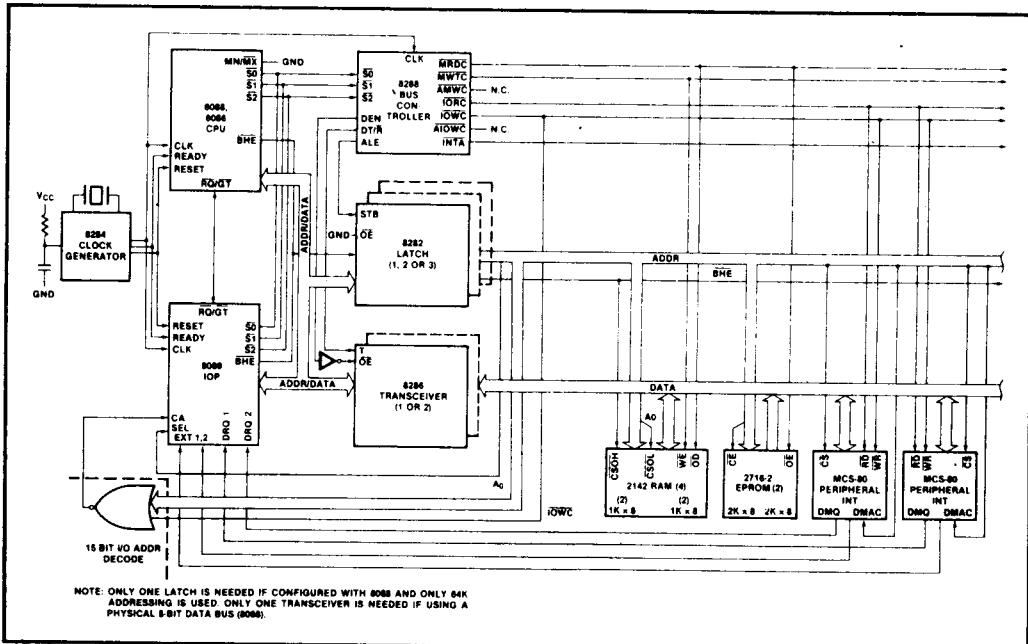 MN/MX GND
S0
S1
S2
8088,
8086
CPU
BHE
CLK
READY
RESET
RQ/GT
CLK
S0
S1
S2
8288
BUS
CON
TROLLER
DEN
DT/R
ALE
MRDC
MWTC
AMWC N.C.
IORC
IOWC
AIOWC N.C.
INTA
VCC
8284
CLOCK
GENERATOR
GND
ADDR/DATA
STB
GND OE
8282
LATCH
(1, 2 OR 3)
ADDR
BHE
RQ/GT
RESET
READY
CLK
S0
S1
S2
BHE
8089
IOP
ADDR/DATA
T
OE
8286
TRANSCEIVER
(1 OR 2)
DATA
CA
SEL
EXT 1,2
DRQ 1
DRQ 2
A0
A0
CSOH
CSOL
WE
OD
2142 RAM (4)
(2) (2)
1K x 8 1K x 8
CE
OE
2716-2
EPROM (2)
2K x 8 2K x 8
CS
RD
WR
MCS-80
PERIPHERAL
INT
DMQ DMAC
RD
WR
CS
MCS-80
PERIPHERAL
INT
DMQ DMAC
IOWC
15 BIT I/O ADDR
DECODE
NOTE: ONLY ONE LATCH IS NEEDED IF CONFIGURED WITH 8088 AND ONLY 64K
ADDRESSING IS USED. ONLY ONE TRANSCEIVER IS NEEDED IF USING A
PHYSICAL 8-BIT DATA BUS (8088).